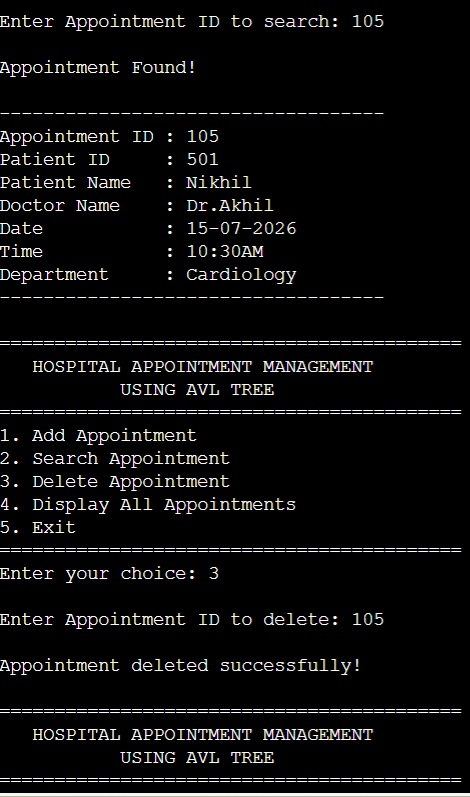 Enter Appointment ID to search: 105
Appointment Found!
-----------------------------------
Appointment ID : 105
Patient ID     : 501
Patient Name   : Nikhil
Doctor Name    : Dr.Akhil
Date           : 15-07-2026
Time           : 10:30AM
Department     : Cardiology
-----------------------------------
==========================================
   HOSPITAL APPOINTMENT MANAGEMENT
           USING AVL TREE
==========================================
1. Add Appointment
2. Search Appointment
3. Delete Appointment
4. Display All Appointments
5. Exit
==========================================
Enter your choice: 3
Enter Appointment ID to delete: 105
Appointment deleted successfully!
==========================================
   HOSPITAL APPOINTMENT MANAGEMENT
           USING AVL TREE
==========================================